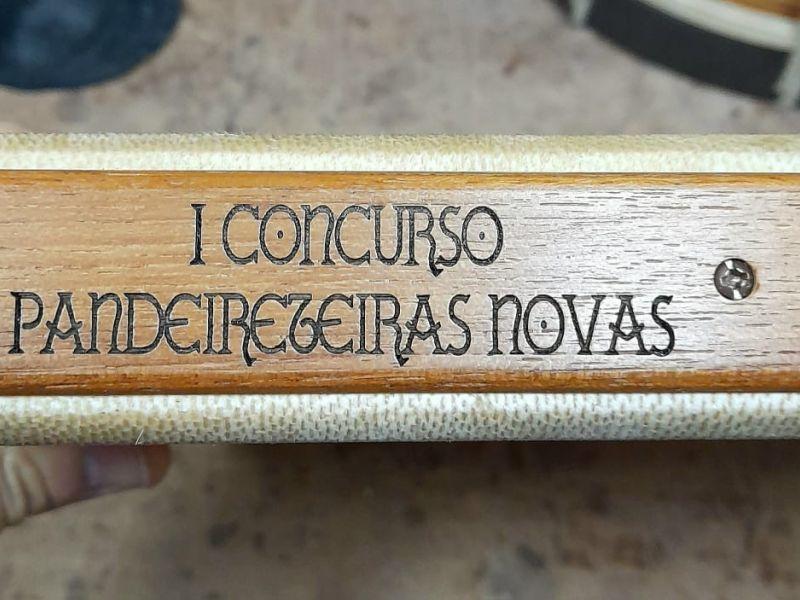 I CONCURSO
PANDEIRETEIRAS NOVAS